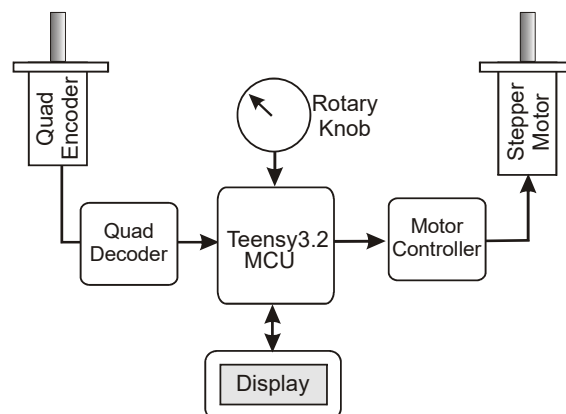 Quad
Encoder
Rotary
Knob
Stepper
Motor
Quad
Decoder
Teensy3.2
MCU
Motor
Controller
Display